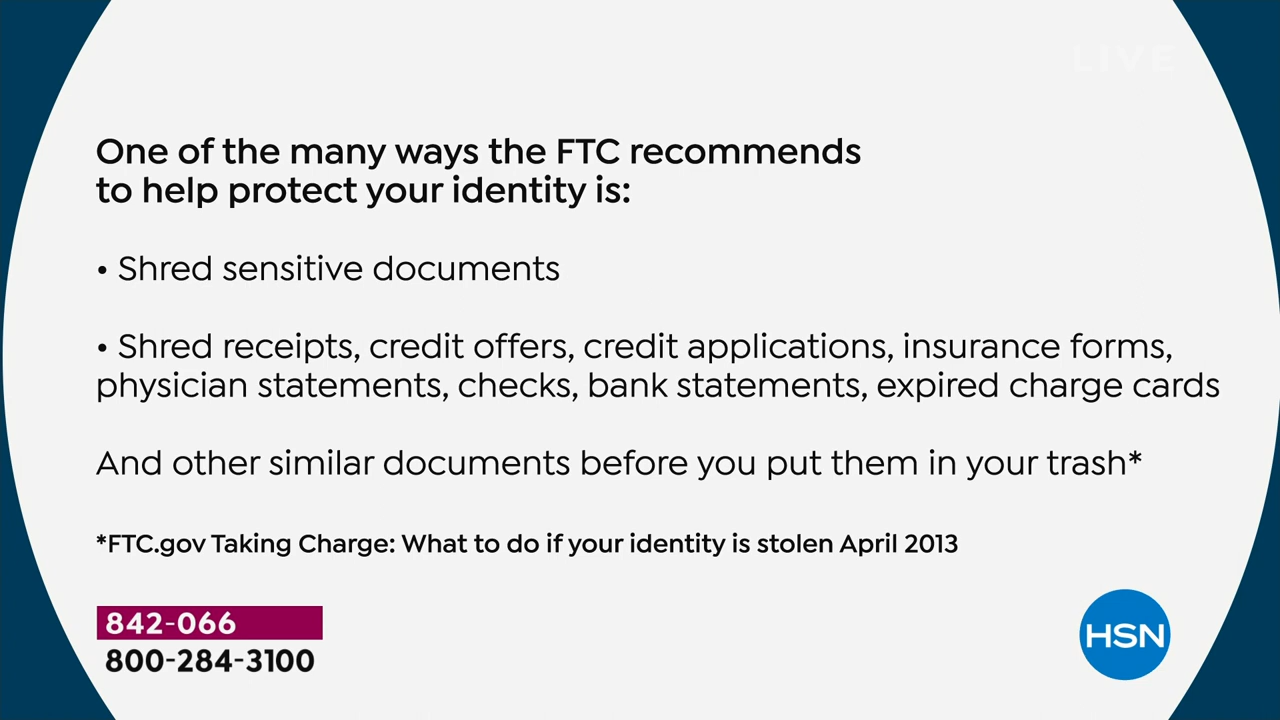 LIVE
One of the many ways the FTC recommends
to help protect your identity is:
• Shred sensitive documents
• Shred receipts, credit offers, credit applications, insurance forms,
physician statements, checks, bank statements, expired charge cards
And other similar documents before you put them in your trash*
*FTC.gov Taking Charge: What to do if your identity is stolen April 2013
842-066
800-284-3100
HSN